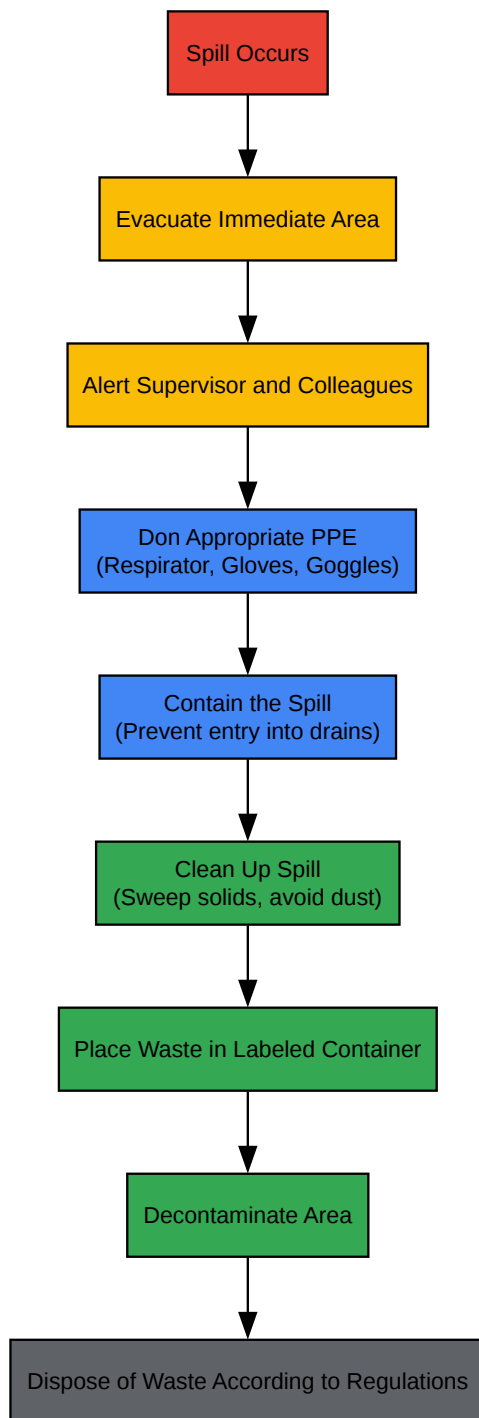 Spill Occurs
Evacuate Immediate Area
Alert Supervisor and Colleagues
Don Appropriate PPE
(Respirator, Gloves, Goggles)
Contain the Spill
(Prevent entry into drains)
Clean Up Spill
(Sweep solids, avoid dust)
Place Waste in Labeled Container
Decontaminate Area
Dispose of Waste According to Regulations